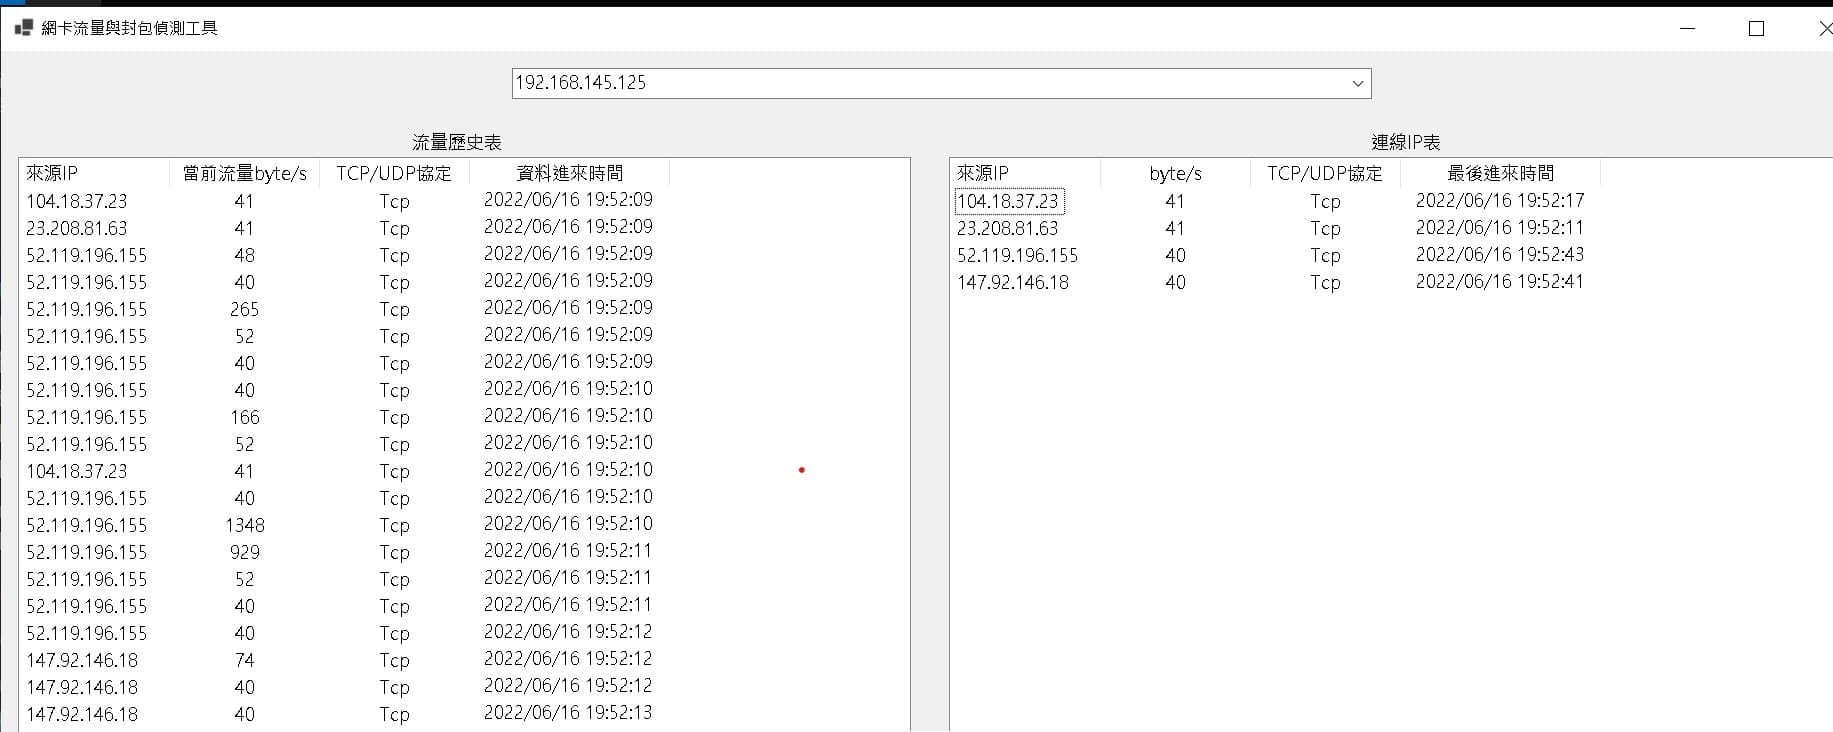 網卡流量與封包偵測工具
192.168.145.125
流量歷史表
來源IP 當前流量byte/s TCP/UDP協定 資料進來時間
104.18.37.23 41 Tcp 2022/06/16 19:52:09
23.208.81.63 41 Tcp 2022/06/16 19:52:09
52.119.196.155 48 Tcp 2022/06/16 19:52:09
52.119.196.155 40 Tcp 2022/06/16 19:52:09
52.119.196.155 265 Tcp 2022/06/16 19:52:09
52.119.196.155 52 Tcp 2022/06/16 19:52:09
52.119.196.155 40 Tcp 2022/06/16 19:52:09
52.119.196.155 40 Tcp 2022/06/16 19:52:10
52.119.196.155 166 Tcp 2022/06/16 19:52:10
52.119.196.155 52 Tcp 2022/06/16 19:52:10
104.18.37.23 41 Tcp 2022/06/16 19:52:10
52.119.196.155 40 Tcp 2022/06/16 19:52:10
52.119.196.155 1348 Tcp 2022/06/16 19:52:10
52.119.196.155 929 Tcp 2022/06/16 19:52:11
52.119.196.155 52 Tcp 2022/06/16 19:52:11
52.119.196.155 40 Tcp 2022/06/16 19:52:11
52.119.196.155 40 Tcp 2022/06/16 19:52:12
147.92.146.18 74 Tcp 2022/06/16 19:52:12
147.92.146.18 40 Tcp 2022/06/16 19:52:12
147.92.146.18 40 Tcp 2022/06/16 19:52:13
連線IP表
來源IP byte/s TCP/UDP協定 最後進來時間
104.18.37.23 41 Tcp 2022/06/16 19:52:17
23.208.81.63 41 Tcp 2022/06/16 19:52:11
52.119.196.155 40 Tcp 2022/06/16 19:52:43
147.92.146.18 40 Tcp 2022/06/16 19:52:41